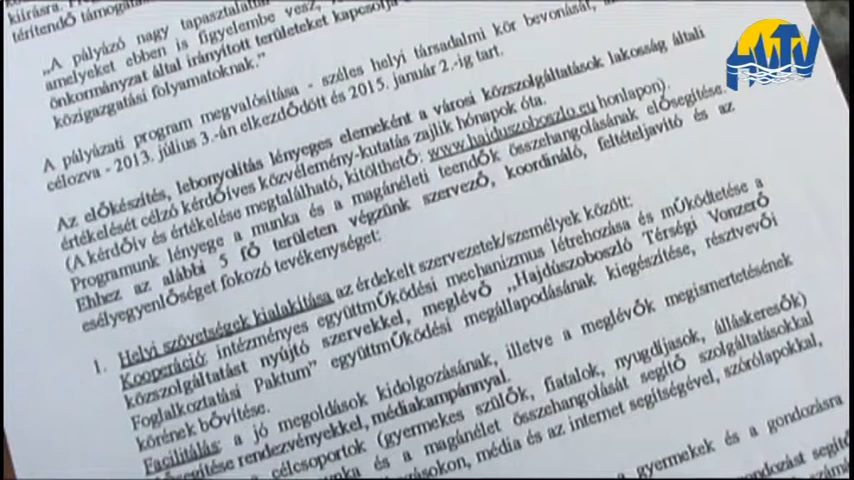 kiírásra.
térítendő támogatás
„A pályázó nagy tapasztalattal
amelyeket ebben is figyelembe vesz,
önkormányzat által irányított területeket kapcsolja
közigazgatási folyamatoknak.”
A pályázati program megvalósítása - széles helyi társadalmi kör bevonását,
célozva - 2013. július 3.-án elkezdődött és 2015. január 2.-ig tart.
Az előkészítés, lebonyolítás lényeges elemeként a városi közszolgáltatások lakosság általi
értékelését célzó kérdőíves közvélemény-kutatás zajlik hónapok óta.
(A kérdőív és értékelése megtalálható, kitölthető: www.hajduszoboszlo.eu honlapon).
Programunk lényege a munka és a magánéleti teendők összehangolásának elősegítése.
Ehhez az alábbi 5 fő területen végzünk szervező, koordináló, feltételjavító és az
esélyegyenlőséget fokozó tevékenységet:
1. Helyi szövetségek kialakítása az érdekelt szervezetek/személyek között:
Kooperáció: intézményes együttműködési mechanizmus létrehozása és működtetése a
közszolgáltatást nyújtó szervekkel, meglévő „Hajdúszoboszló Térségi Vonzerő
Foglalkoztatási Paktum” együttműködési megállapodásának kiegészítése, résztvevői
körének bővítése.
Facilitálás: a jó megoldások kidolgozásának, illetve a meglévők megismertetésének
elősegítése rendezvényekkel, médiakampánnyal.
célcsoportok (gyermekes szülők, fiatalok, nyugdíjasok, álláskeresők)
munka és a magánélet összehangolását segítő szolgáltatásokkal
média és az internet segítségével, szórólapokkal,
a gyermekek és a gondozásra
gondozást segítő